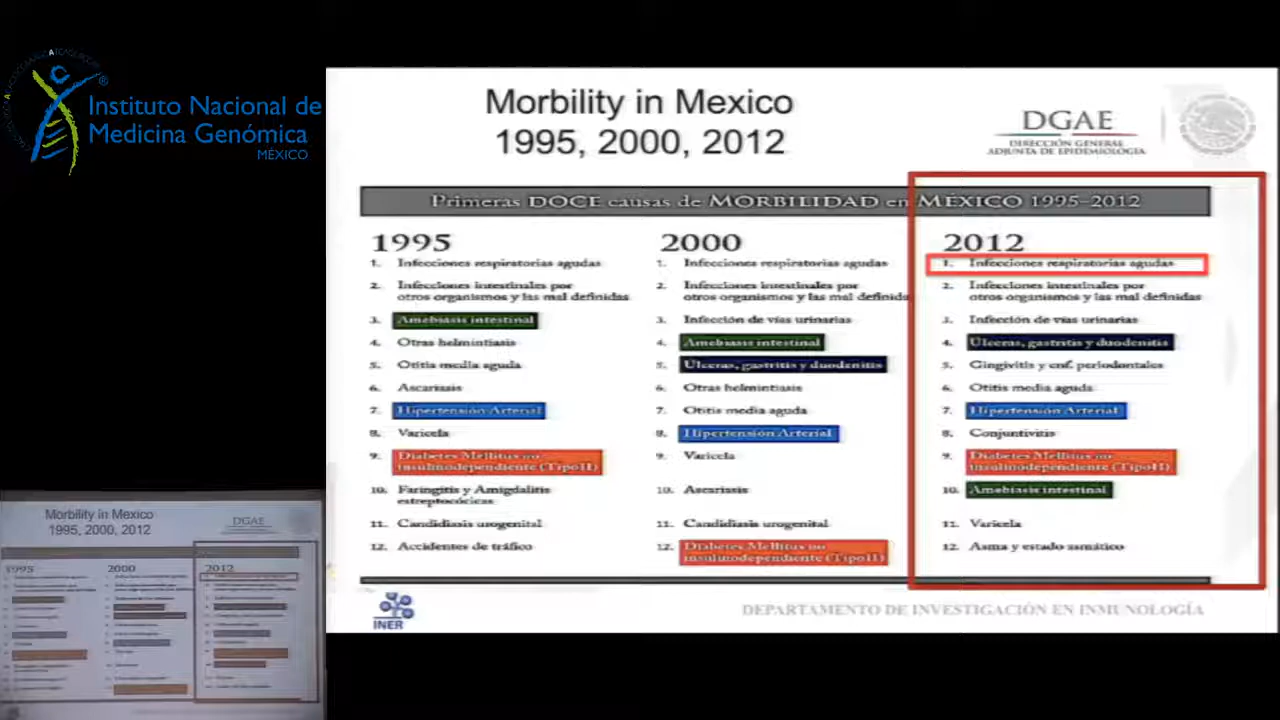 Instituto Nacional de
Medicina Genómica
MÉXICO
Morbility in Mexico
1995, 2000, 2012
DGAE
DIRECCIÓN GENERAL
ADJUNTA DE EPIDEMIOLOGÍA
Primeras DOCE causas de MORBILIDAD en MÉXICO 1995-2012
1995
1. Infecciones respiratorias agudas
2. Infecciones intestinales por
otros organismos y las mal definidas
3. Amebiasis intestinal
4. Otras helmintiasis
5. Otitis media aguda
6. Ascariasis
7. Hipertensión Arterial
8. Varicela
9. Diabetes Mellitus no
insulinodependiente (Tipo II)
10. Faringitis y Amigdalitis
estreptocócicas
11. Candidiasis urogenital
12. Accidentes de tráfico
2000
1. Infecciones respiratorias agudas
2. Infecciones intestinales por
otros organismos y las mal definidas
3. Infección de vías urinarias
4. Amebiasis intestinal
5. Úlceras, gastritis y duodenitis
6. Otras helmintiasis
7. Otitis media aguda
8. Hipertensión Arterial
9. Varicela
10. Ascariasis
11. Candidiasis urogenital
12. Diabetes Mellitus no
insulinodependiente (Tipo II)
2012
1. Infecciones respiratorias agudas
2. Infecciones intestinales por
otros organismos y las mal definidas
3. Infección de vías urinarias
4. Úlceras, gastritis y duodenitis
5. Gingivitis y enf. periodontales
6. Otitis media aguda
7. Hipertensión Arterial
8. Conjuntivitis
9. Diabetes Mellitus no
insulinodependiente (Tipo II)
10. Amebiasis intestinal
11. Varicela
12. Asma y estado asmático
INER
DEPARTAMENTO DE INVESTIGACIÓN EN INMUNOLOGÍA
Morbility in Mexico
1995, 2000, 2012
DGAE
1995
2000
2012